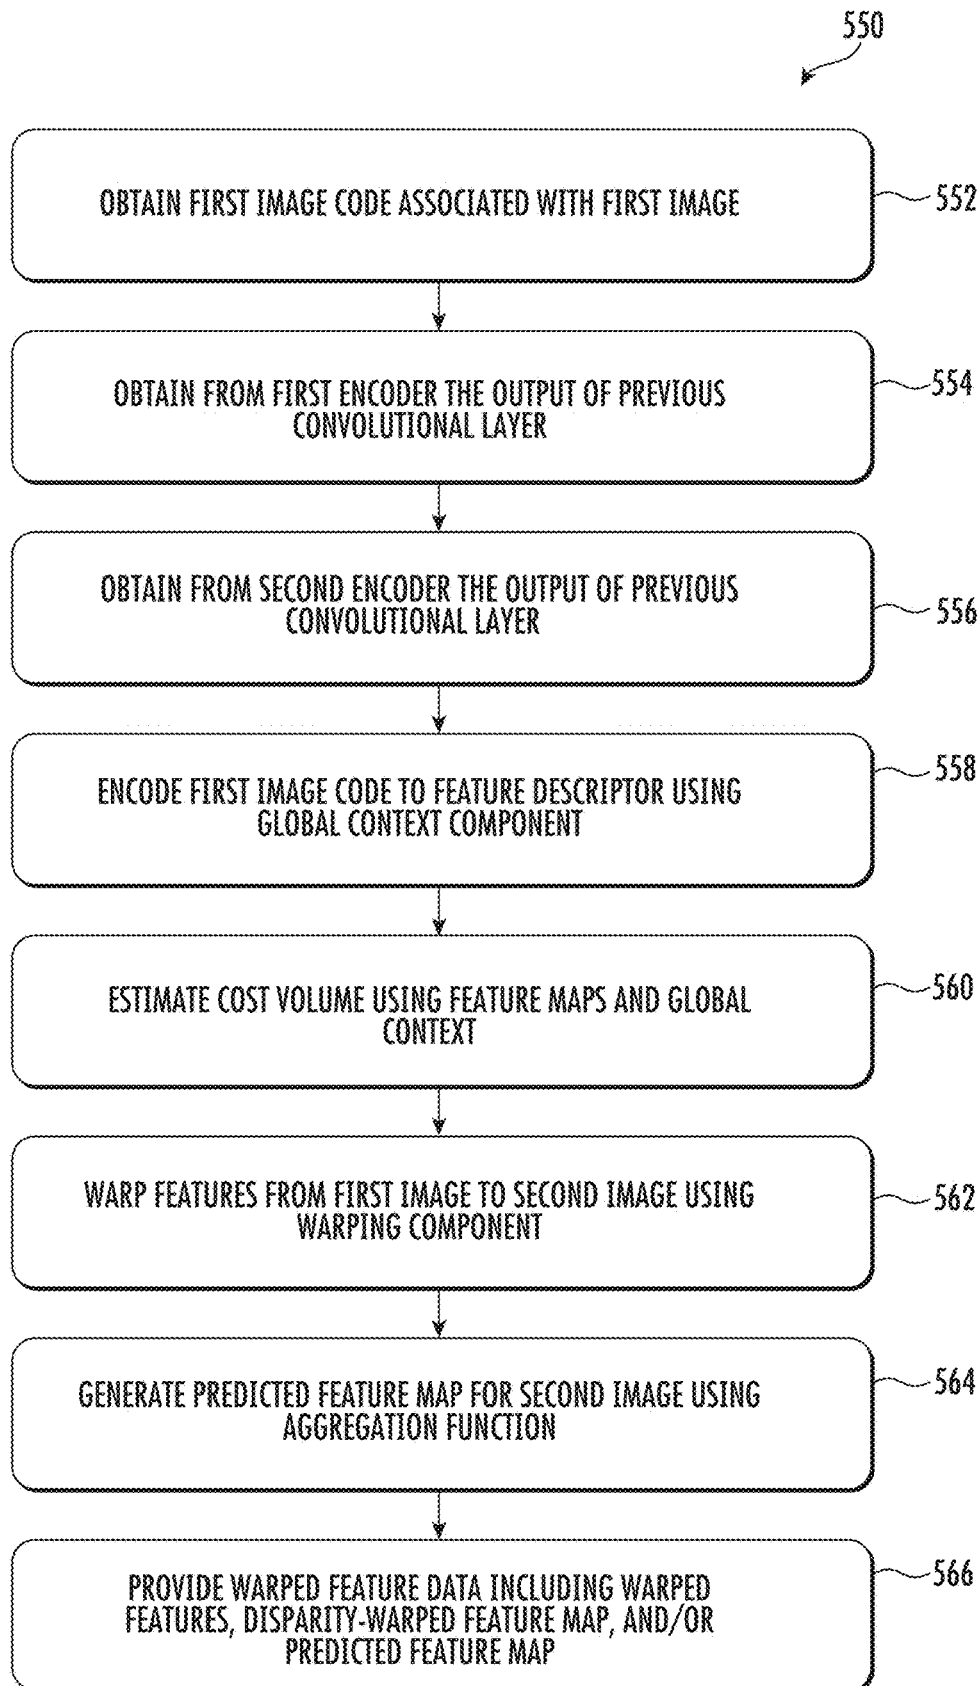 550
OBTAIN FIRST IMAGE CODE ASSOCIATED WITH FIRST IMAGE
552
OBTAIN FROM FIRST ENCODER THE OUTPUT OF PREVIOUS
CONVOLUTIONAL LAYER
554
OBTAIN FROM SECOND ENCODER THE OUTPUT OF PREVIOUS
CONVOLUTIONAL LAYER
556
ENCODE FIRST IMAGE CODE TO FEATURE DESCRIPTOR USING
GLOBAL CONTEXT COMPONENT
558
ESTIMATE COST VOLUME USING FEATURE MAPS AND GLOBAL
CONTEXT
560
WARP FEATURES FROM FIRST IMAGE TO SECOND IMAGE USING
WARPING COMPONENT
562
GENERATE PREDICTED FEATURE MAP FOR SECOND IMAGE USING
AGGREGATION FUNCTION
564
PROVIDE WARPED FEATURE DATA INCLUDING WARPED
FEATURES, DISPARITY-WARPED FEATURE MAP, AND/OR
PREDICTED FEATURE MAP
566